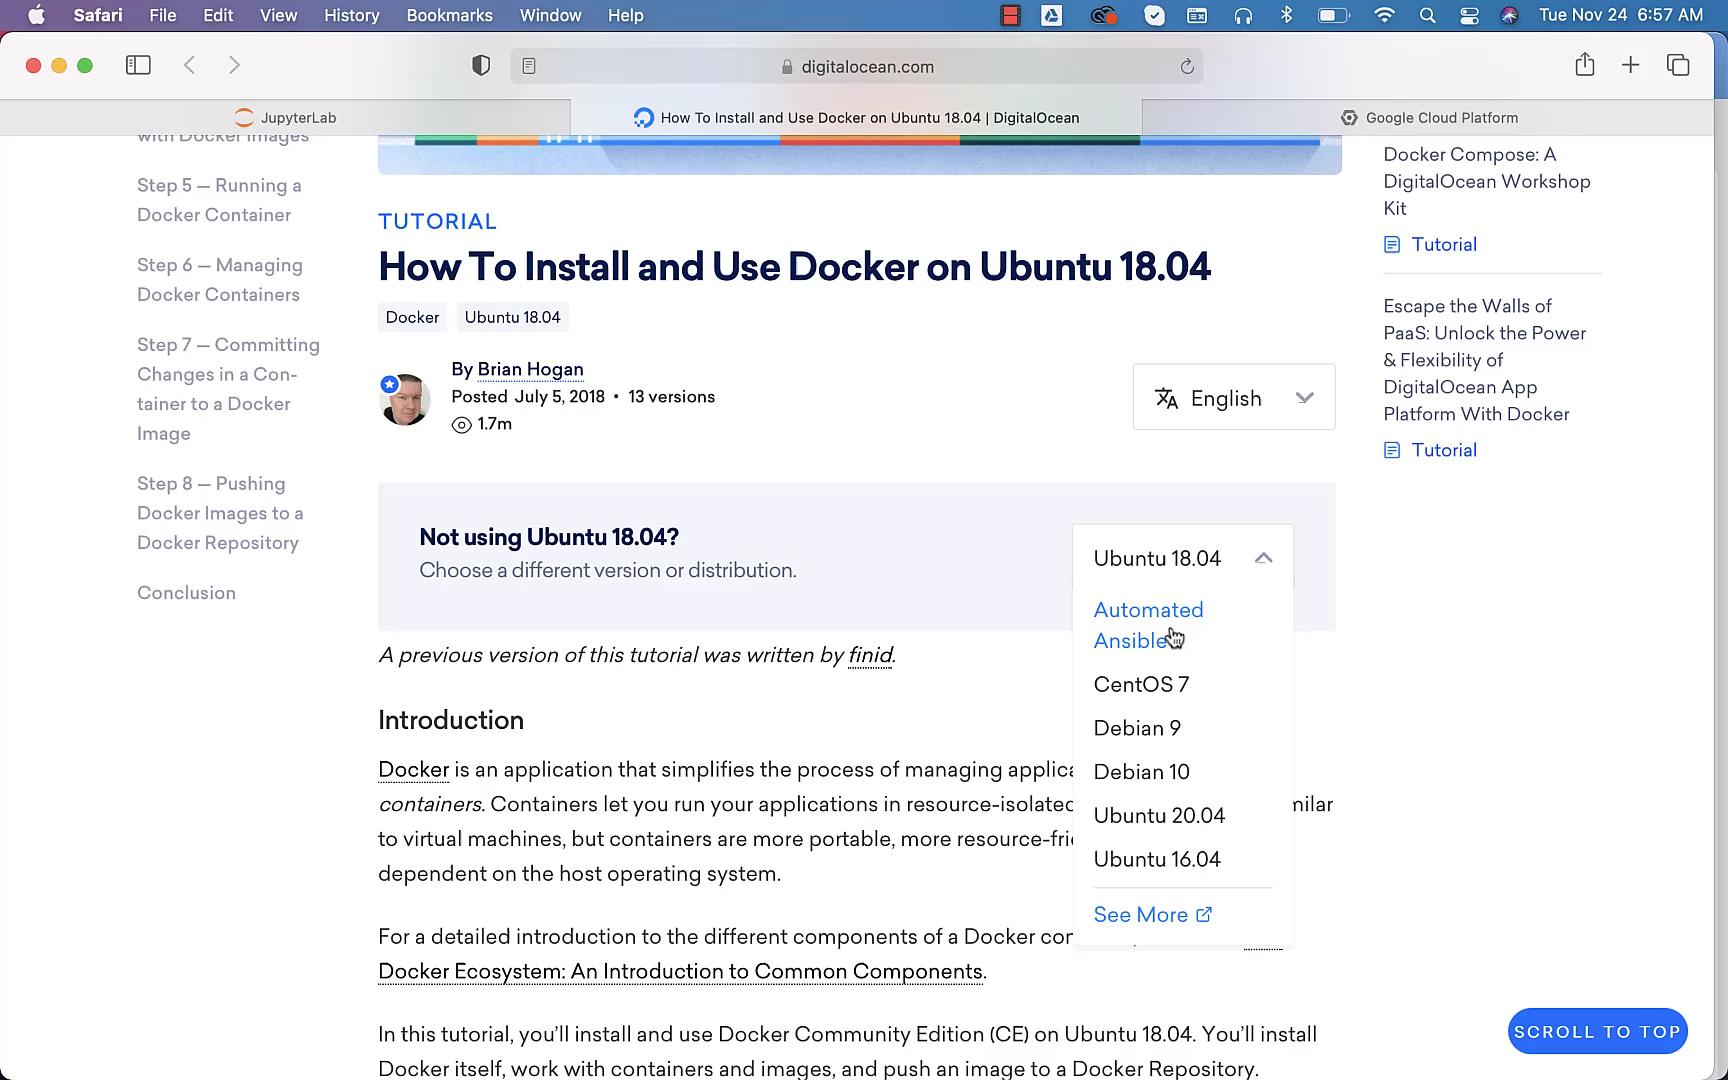 Safari File Edit View History Bookmarks Window Help Tue Nov 24 6:57 AM
digitalocean.com
JupyterLab
How To Install and Use Docker on Ubuntu 18.04 | DigitalOcean
Google Cloud Platform
with Docker Images
Step 5 — Running a
Docker Container
Step 6 — Managing
Docker Containers
Step 7 — Committing
Changes in a Con-
tainer to a Docker
Image
Step 8 — Pushing
Docker Images to a
Docker Repository
Conclusion
TUTORIAL
How To Install and Use Docker on Ubuntu 18.04
Docker Ubuntu 18.04
By Brian Hogan
Posted July 5, 2018 • 13 versions
1.7m
English
Not using Ubuntu 18.04?
Choose a different version or distribution.
Ubuntu 18.04
Automated
Ansible
CentOS 7
Debian 9
Debian 10
Ubuntu 20.04
Ubuntu 16.04
See More
A previous version of this tutorial was written by finid.
Introduction
Docker is an application that simplifies the process of managing
containers. Containers let you run your applications in
to virtual machines, but containers are more portable, more
dependent on the host operating system.
For a detailed introduction to the different components of a Docker
Docker Ecosystem: An Introduction to Common Components.
In this tutorial, you'll install and use Docker Community Edition (CE) on Ubuntu 18.04. You'll install
Docker itself, work with containers and images, and push an image to a Docker Repository.
Docker Compose: A
DigitalOcean Workshop
Kit
Tutorial
Escape the Walls of
PaaS: Unlock the Power
& Flexibility of
DigitalOcean App
Platform With Docker
Tutorial
SCROLL TO TOP